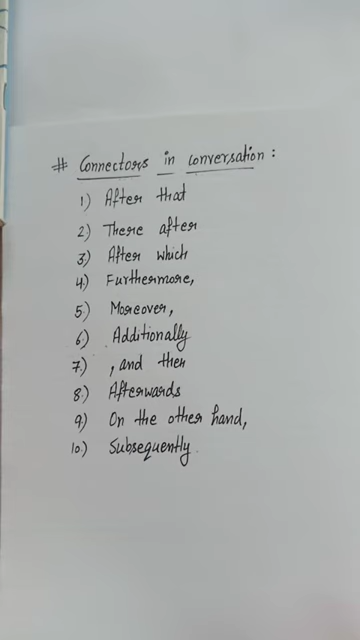 # Connectors in conversation :
1) After that
2.) There after
3.) After which
4.) Furthermore,
5.) Moreover,
6.) Additionally
7.) , and then
8.) Afterwards
9.) On the other hand,
10.) Subsequently.